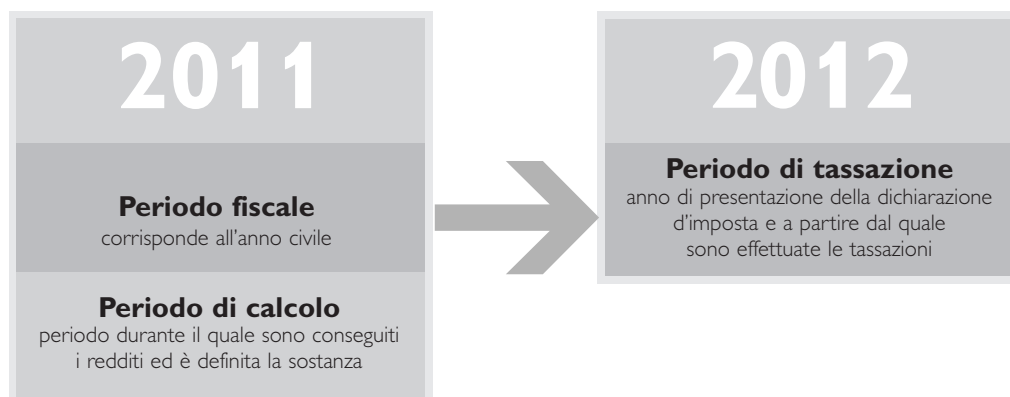 2011
Periodo fiscale
corrisponde all'anno civile
Periodo di calcolo
periodo durante il quale sono conseguiti
i redditi ed è definita la sostanza
2012
Periodo di tassazione
anno di presentazione della dichiarazione
d'imposta e a partire dal quale
sono effettuate le tassazioni